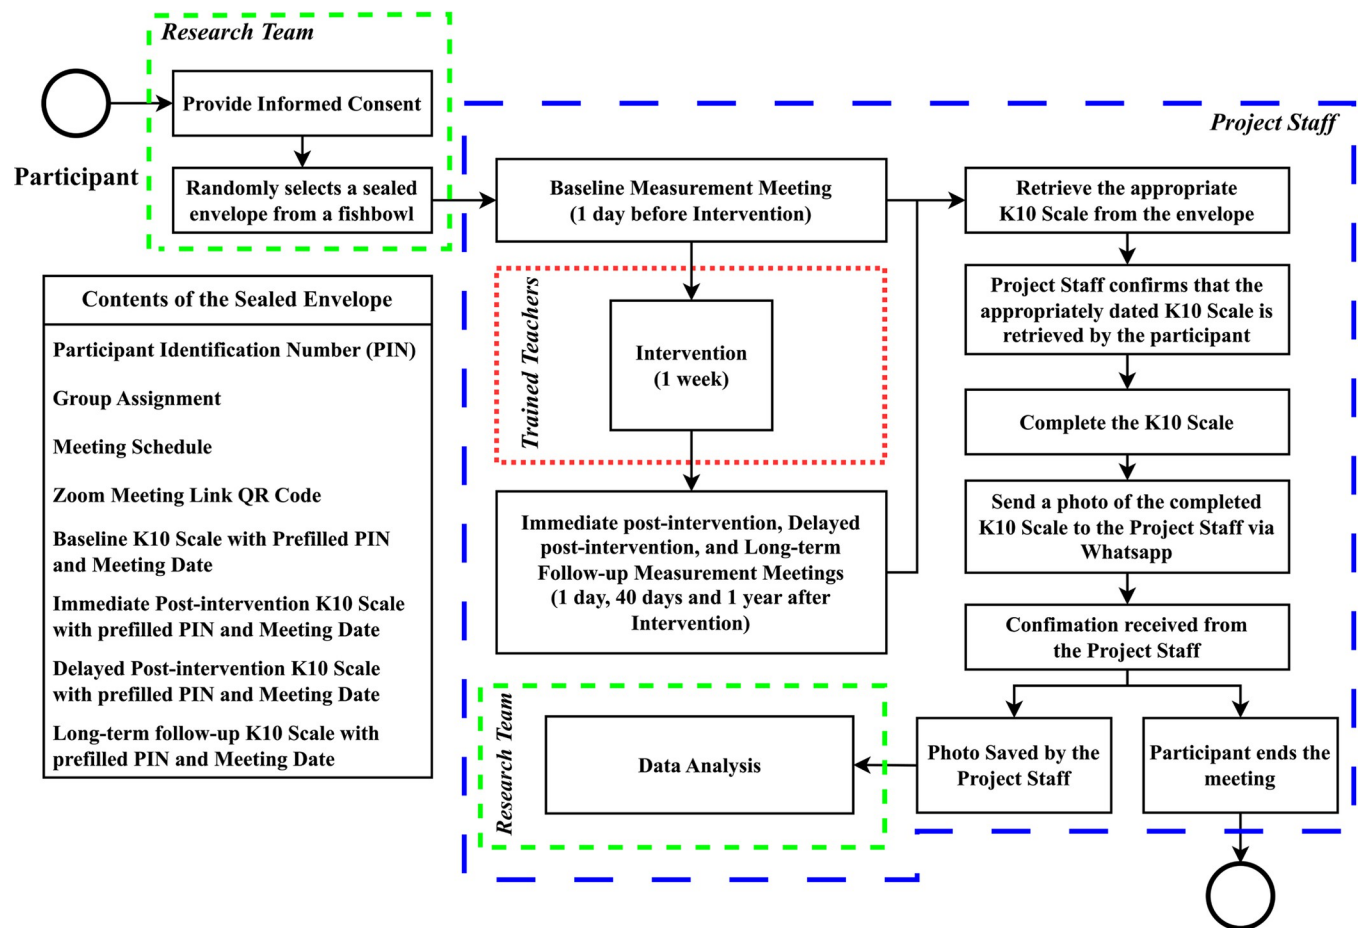 Research Team
Provide Informed Consent
Participant
Randomly selects a sealed
envelope from a fishbowl
Contents of the Sealed Envelope
Participant Identification Number (PIN)
Group Assignment
Meeting Schedule
Zoom Meeting Link QR Code
Baseline K10 Scale with Prefilled PIN
and Meeting Date
Immediate Post-intervention K10 Scale
with prefilled PIN and Meeting Date
Delayed Post-intervention K10 Scale
with prefilled PIN and Meeting Date
Long-term follow-up K10 Scale with
prefilled PIN and Meeting Date
Project Staff
Baseline Measurement Meeting
(1 day before Intervention)
Trained Teachers
Intervention
(1 week)
Immediate post-intervention, Delayed
post-intervention, and Long-term
Follow-up Measurement Meetings
(1 day, 40 days and 1 year after
Intervention)
Retrieve the appropriate
K10 Scale from the envelope
Project Staff confirms that the
appropriately dated K10 Scale is
retrieved by the participant
Complete the K10 Scale
Send a photo of the completed
K10 Scale to the Project Staff via
Whatsapp
Confimation received from
the Project Staff
Photo Saved by the
Project Staff
Participant ends the
meeting
Research Team
Data Analysis